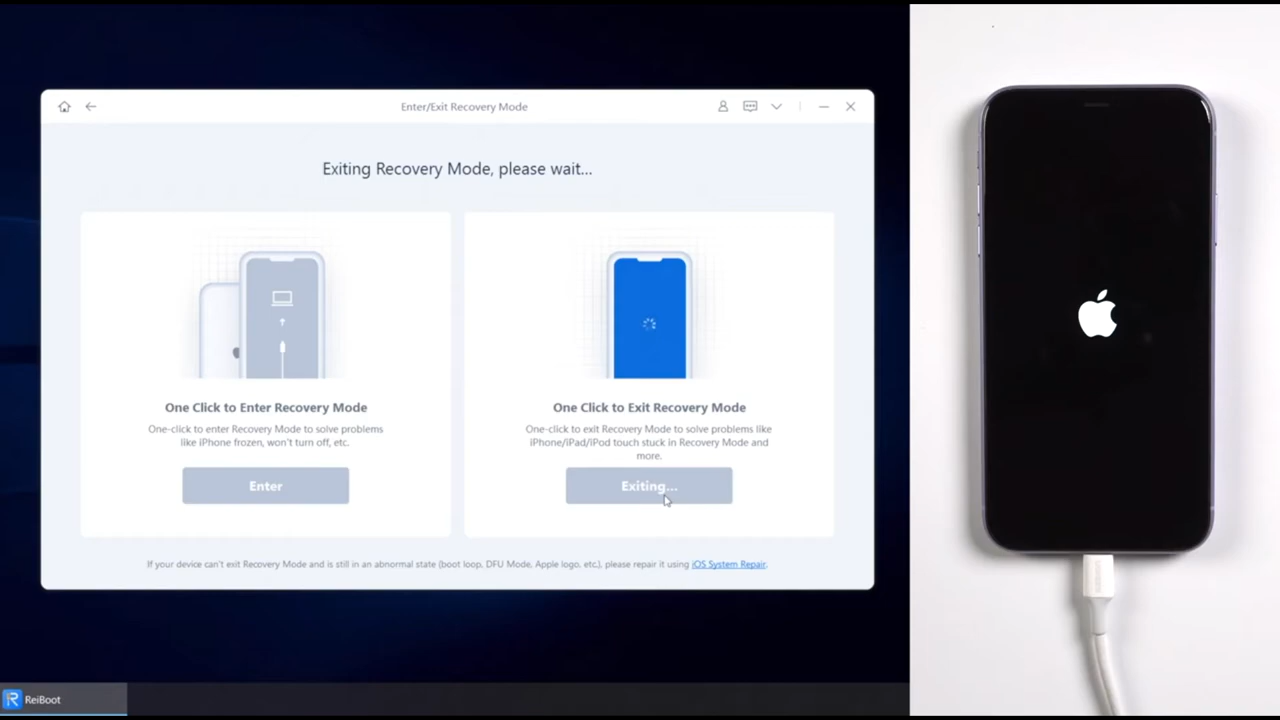 Enter/Exit Recovery Mode
Exiting Recovery Mode, please wait...
One Click to Enter Recovery Mode
One-click to enter Recovery Mode to solve problems
like iPhone frozen, won't turn off, etc.
Enter
One Click to Exit Recovery Mode
One-click to exit Recovery Mode to solve problems like
iPhone/iPad/iPod touch stuck in Recovery Mode and
more.
Exiting...
If your device can't exit Recovery Mode and is still in an abnormal state (boot loop, DFU Mode, Apple logo, etc.), please repair it using iOS System Repair.
ReiBoot